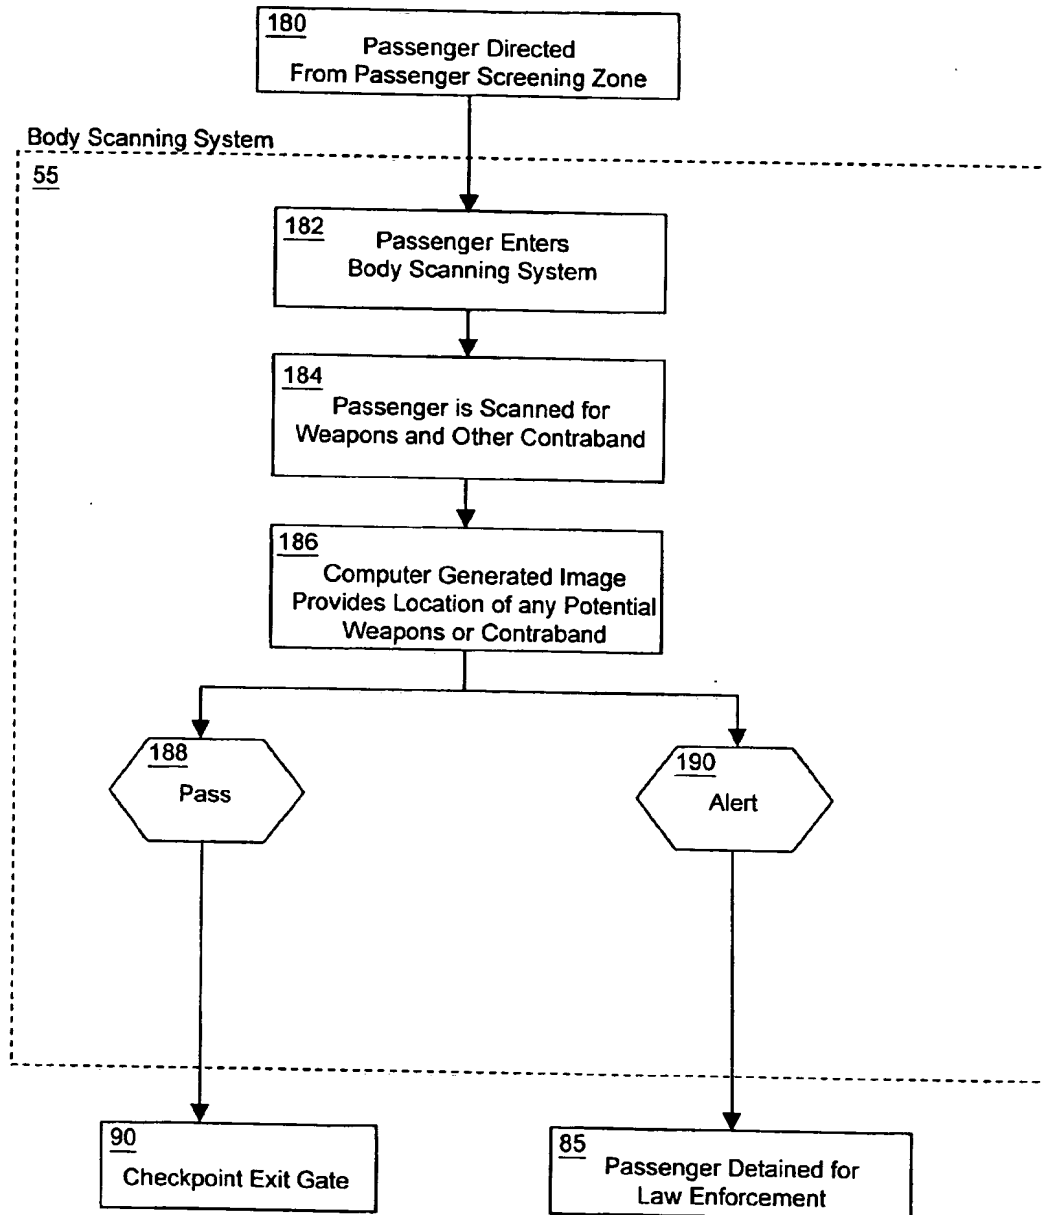 180
Passenger Directed
From Passenger Screening Zone
Body Scanning System
55
182
Passenger Enters
Body Scanning System
184
Passenger is Scanned for
Weapons and Other Contraband
186
Computer Generated Image
Provides Location of any Potential
Weapons or Contraband
188
Pass
190
Alert
90
Checkpoint Exit Gate
85
Passenger Detained for
Law Enforcement